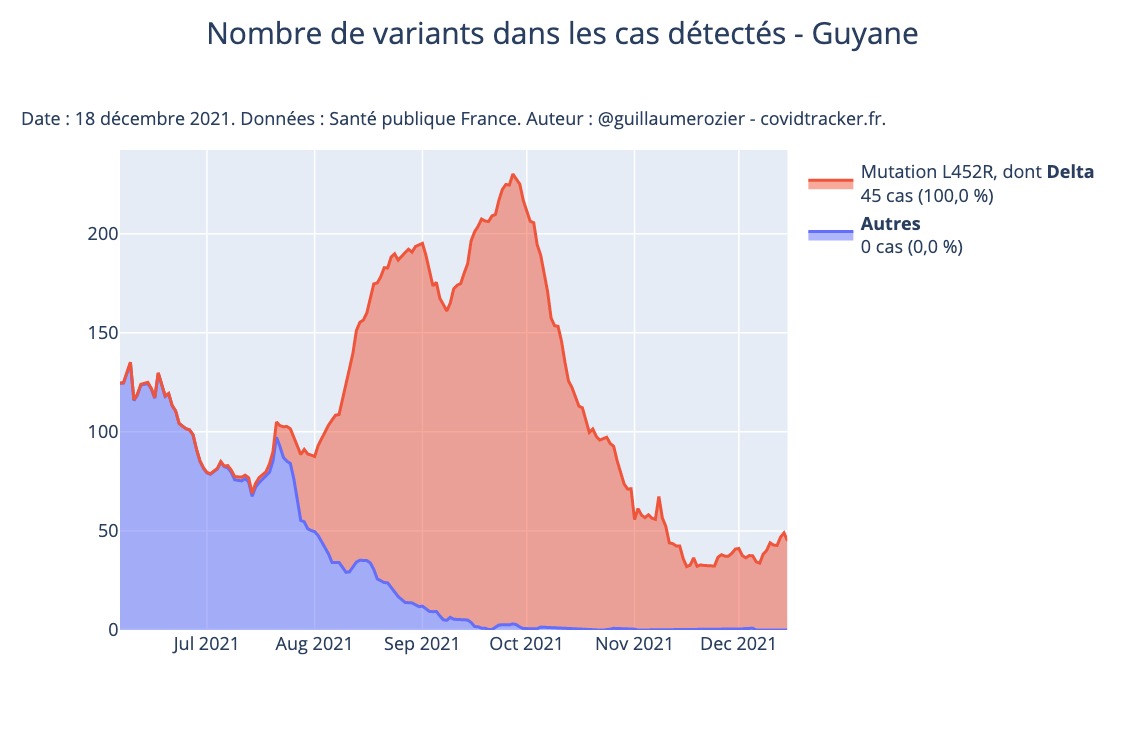 Nombre de variants dans les cas détectés - Guyane
Date : 18 décembre 2021. Données : Santé publique France. Auteur : @guillaumerozier - covidtracker.fr.
Mutation L452R, dont Delta
45 cas (100,0 %)
Autres
0 cas (0,0 %)
200
150
100
50
0
Jul 2021 Aug 2021 Sep 2021 Oct 2021 Nov 2021 Dec 2021